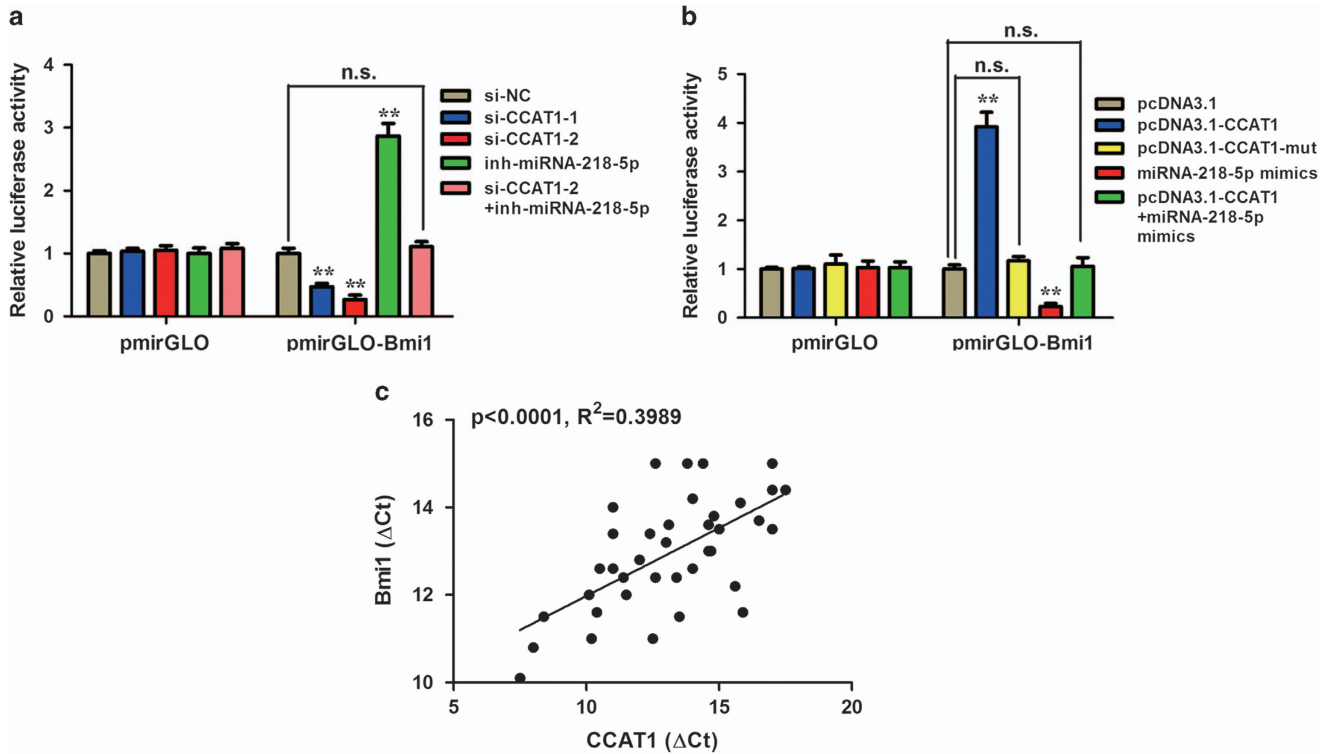 a
Relative luciferase activity
4
3
2
1
0
n.s.
**
**
**
pmirGLO
pmirGLO-Bmi1
si-NC
si-CCAT1-1
si-CCAT1-2
inh-miRNA-218-5p
si-CCAT1-2
+inh-miRNA-218-5p
b
Relative luciferase activity
5
4
3
2
1
0
n.s.
n.s.
**
**
pmirGLO
pmirGLO-Bmi1
pcDNA3.1
pcDNA3.1-CCAT1
pcDNA3.1-CCAT1-mut
miRNA-218-5p mimics
pcDNA3.1-CCAT1
+miRNA-218-5p
mimics
c
p<0.0001, R²=0.3989
Bmi1 (ΔCt)
16
14
12
10
5
10
15
20
CCAT1 (ΔCt)